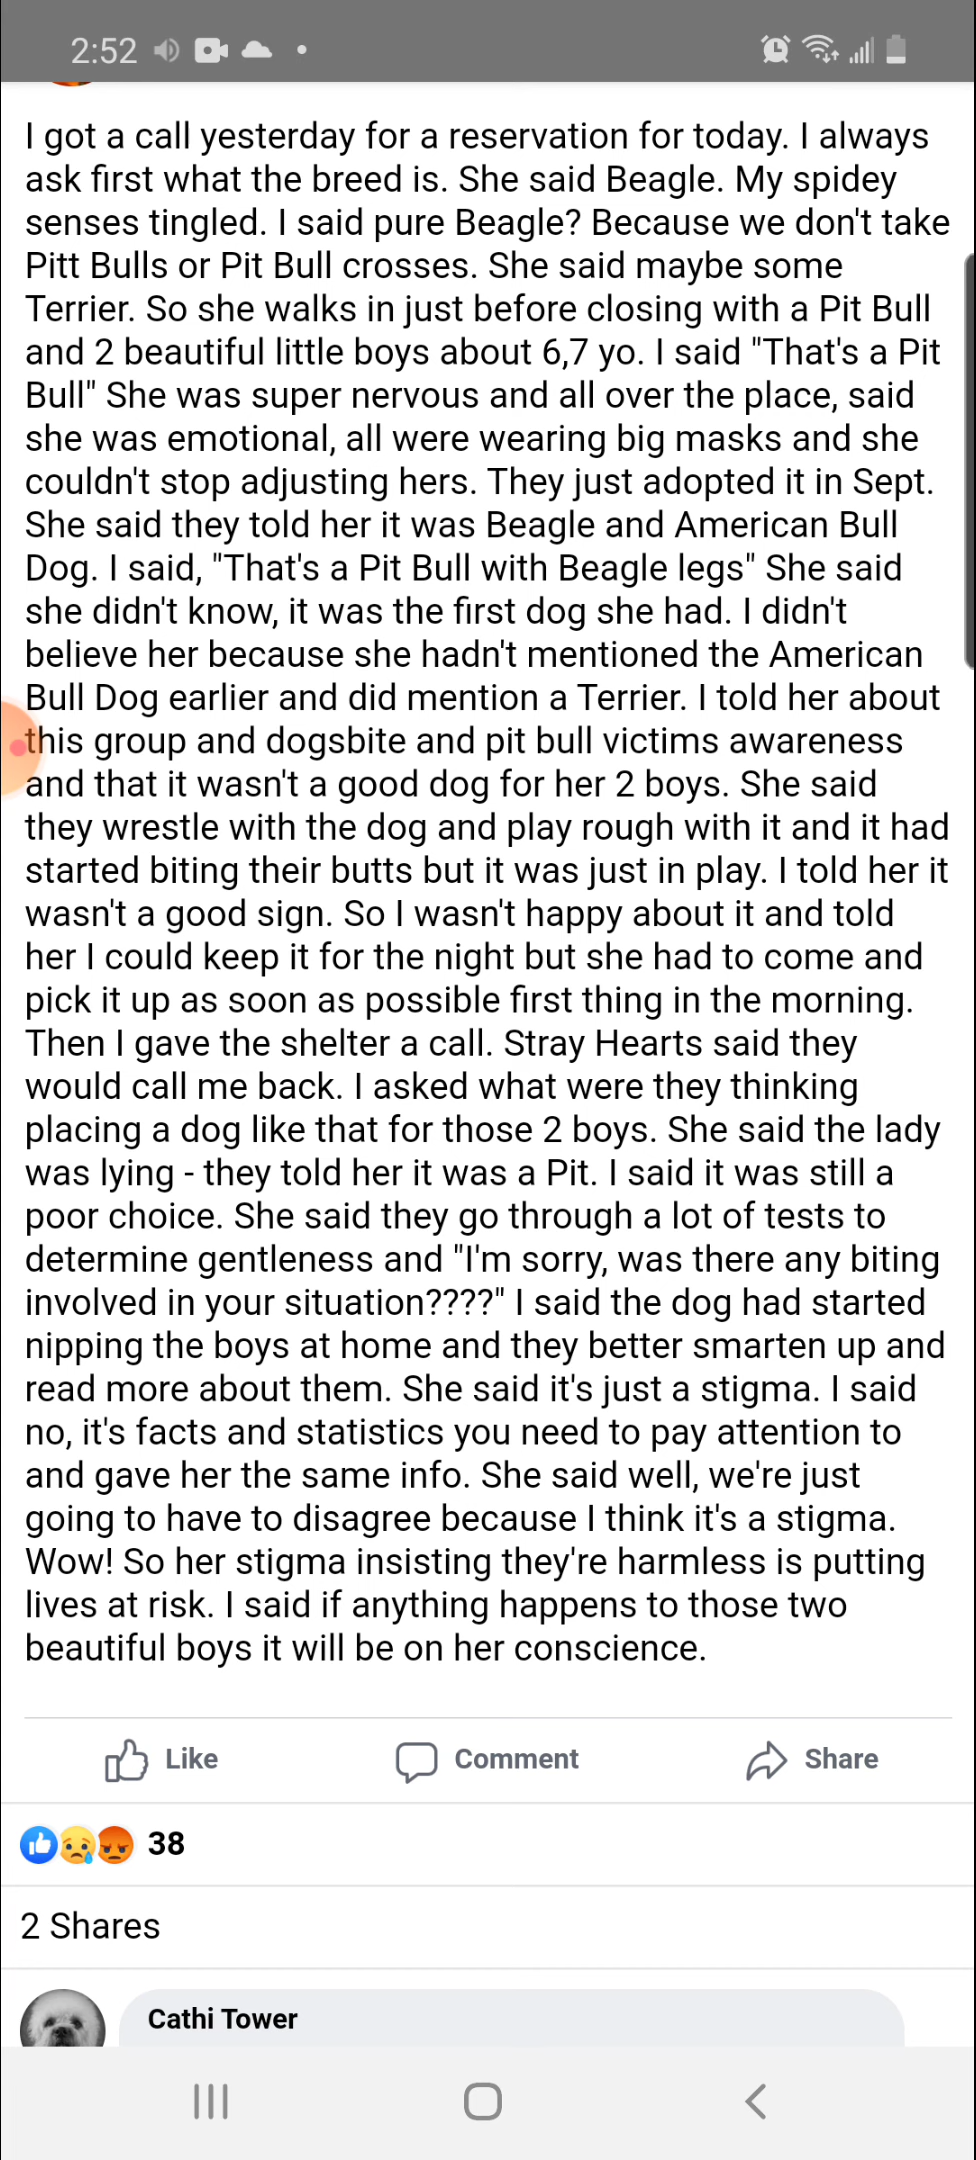 2:52
I got a call yesterday for a reservation for today. I always
ask first what the breed is. She said Beagle. My spidey
senses tingled. I said pure Beagle? Because we don't take
Pitt Bulls or Pit Bull crosses. She said maybe some
Terrier. So she walks in just before closing with a Pit Bull
and 2 beautiful little boys about 6,7 yo. I said "That's a Pit
Bull" She was super nervous and all over the place, said
she was emotional, all were wearing big masks and she
couldn't stop adjusting hers. They just adopted it in Sept.
She said they told her it was Beagle and American Bull
Dog. I said, "That's a Pit Bull with Beagle legs" She said
she didn't know, it was the first dog she had. I didn't
believe her because she hadn't mentioned the American
Bull Dog earlier and did mention a Terrier. I told her about
this group and dogsbite and pit bull victims awareness
and that it wasn't a good dog for her 2 boys. She said
they wrestle with the dog and play rough with it and it had
started biting their butts but it was just in play. I told her it
wasn't a good sign. So I wasn't happy about it and told
her I could keep it for the night but she had to come and
pick it up as soon as possible first thing in the morning.
Then I gave the shelter a call. Stray Hearts said they
would call me back. I asked what were they thinking
placing a dog like that for those 2 boys. She said the lady
was lying - they told her it was a Pit. I said it was still a
poor choice. She said they go through a lot of tests to
determine gentleness and "I'm sorry, was there any biting
involved in your situation????" I said the dog had started
nipping the boys at home and they better smarten up and
read more about them. She said it's just a stigma. I said
no, it's facts and statistics you need to pay attention to
and gave her the same info. She said well, we're just
going to have to disagree because I think it's a stigma.
Wow! So her stigma insisting they're harmless is putting
lives at risk. I said if anything happens to those two
beautiful boys it will be on her conscience.
Like Comment Share
38
2 Shares
Cathi Tower